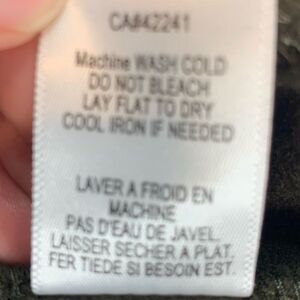 CA#42241
Machine WASH COLD
DO NOT BLEACH
LAY FLAT TO DRY
COOL IRON IF NEEDED
LAVER A FROID EN
MACHINE
PAS D'EAU DE JAVEL.
LAISSER SECHER A PLAT.
FER TIEDE SI BESOIN EST.